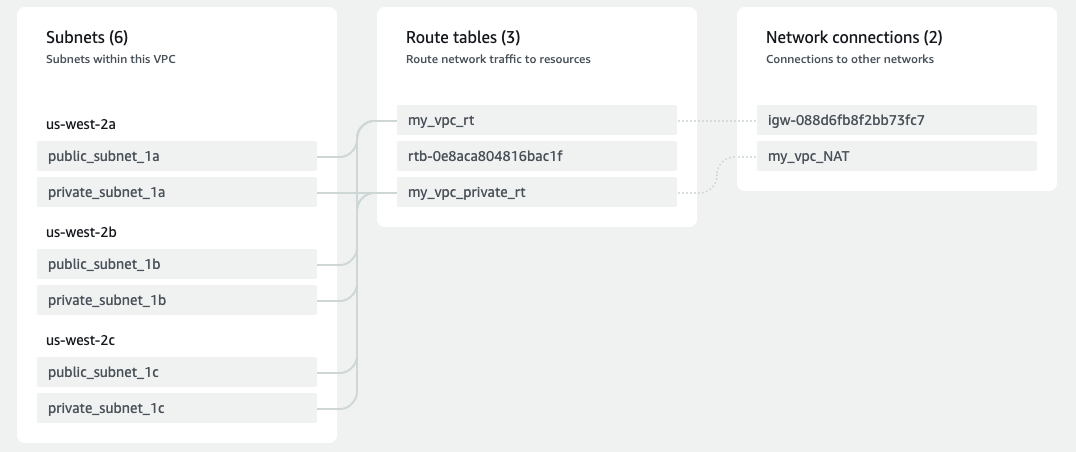 Subnets (6)
Subnets within this VPC
us-west-2a
public_subnet_1a
private_subnet_1a
us-west-2b
public_subnet_1b
private_subnet_1b
us-west-2c
public_subnet_1c
private_subnet_1c
Route tables (3)
Route network traffic to resources
my_vpc_rt
rtb-0e8aca804816bac1f
my_vpc_private_rt
Network connections (2)
Connections to other networks
igw-088d6fb8f2bb73fc7
my_vpc_NAT